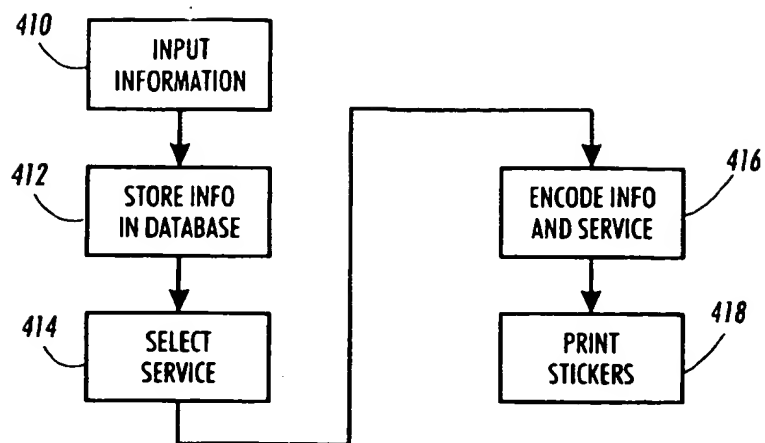 410
INPUT
INFORMATION
412
STORE INFO
IN DATABASE
414
SELECT
SERVICE
416
ENCODE INFO
AND SERVICE
418
PRINT
STICKERS